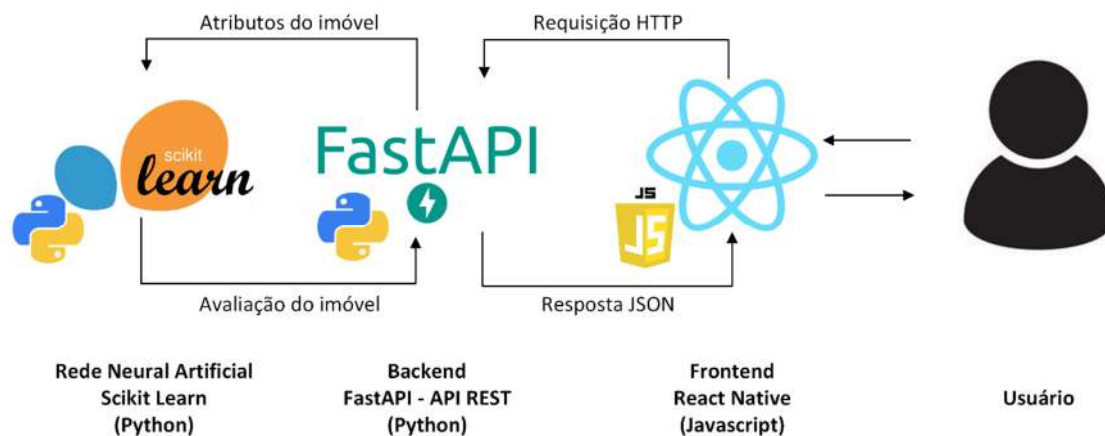 Atributos do imóvel
Requisição HTTP
scikit
learn
FastAPI
JS
JS
Avaliação do imóvel
Resposta JSON
Rede Neural Artificial
Scikit Learn
(Python)
Backend
FastAPI - API REST
(Python)
Frontend
React Native
(Javascript)
Usuário